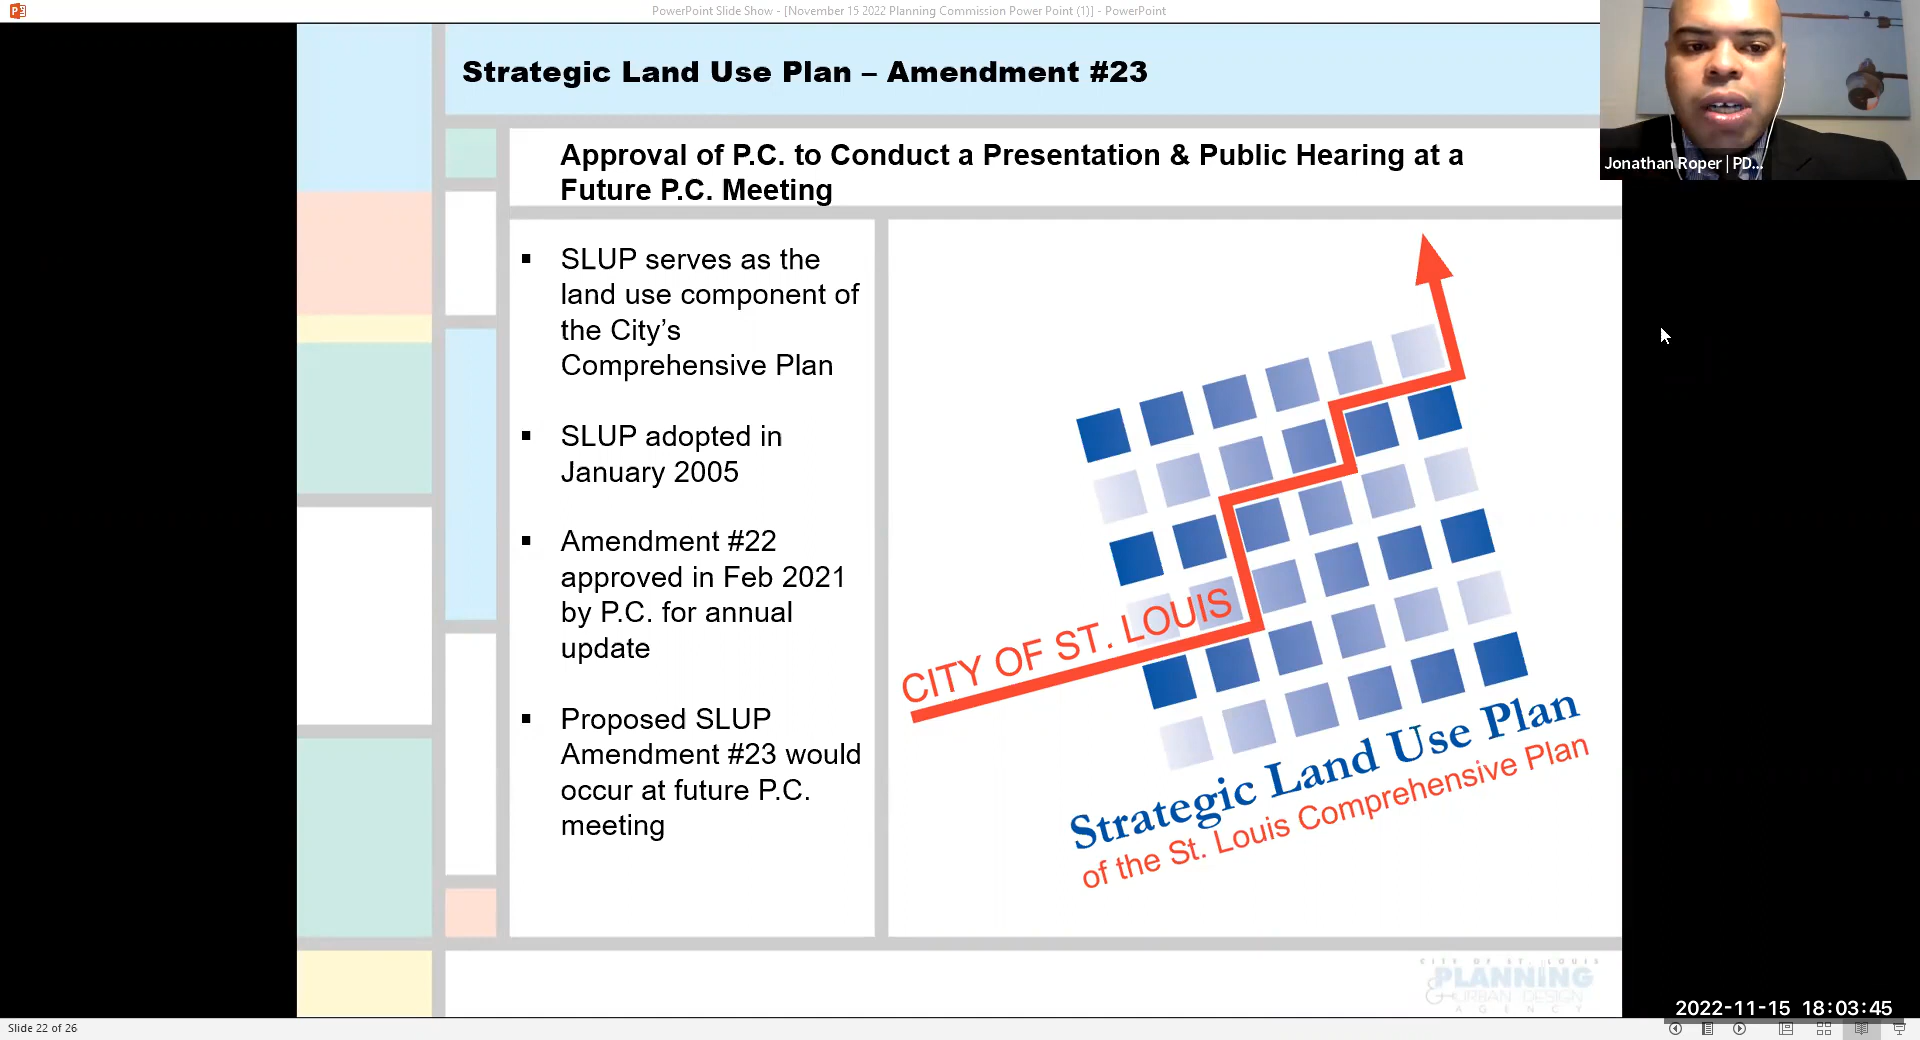 PowerPoint Slide Show - [November 15 2022 Planning Commission Power Point (1)] - PowerPoint
Strategic Land Use Plan – Amendment #23
Jonathan Roper | PD...
Approval of P.C. to Conduct a Presentation & Public Hearing at a
Future P.C. Meeting
▪ SLUP serves as the
land use component of
the City’s
Comprehensive Plan
▪ SLUP adopted in
January 2005
▪ Amendment #22
approved in Feb 2021
by P.C. for annual
update
▪ Proposed SLUP
Amendment #23 would
occur at future P.C.
meeting
CITY OF ST. LOUIS
Strategic Land Use Plan
of the St. Louis Comprehensive Plan
CITY OF ST. LOUIS
PLANNING
& URBAN DESIGN
AGENCY
2022-11-15 18:03:45
Slide 22 of 26